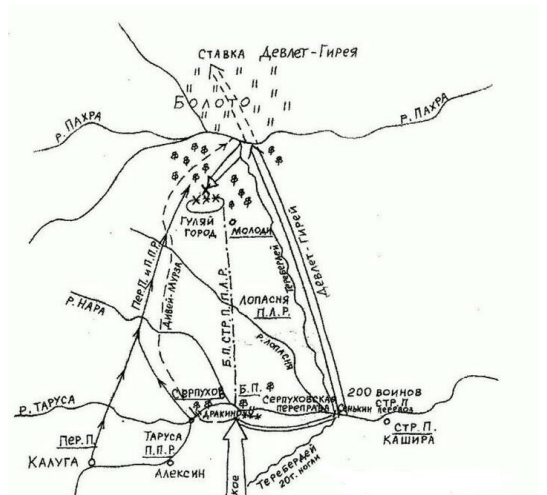 СТАВКА ДЕВЛЕТ-ГИРЕЯ
БОЛОТО
Р. ПАХРА
Р. ПАХРА
ГУЛЯЙ
ГОРОД
МОЛОДИ
ПЕР.П. И П.П.Р.
ДИВЕЙ-МУРЗА
Б.П. СТР.П. П.Л.Р.
ТЕРЕБЕРДЕЙ
ДЕВЛЕТ-ГИРЕЙ
ЛОПАСНЯ
П.Л.Р.
Р. НАРА
Р. ЛОПАСНЯ
СЕРПУХОВ
Б.П.
ДРАКИНО
СЕРПУХОВСКАЯ
ПЕРЕПРАВА
200 ВОИНОВ
СТР.П
СЕНЬКИН ПЕРЕВОЗ
Р. ТАРУСА
СТР.П.
КАШИРА
ПЕР.П.
ТАРУСА
П.П.Р.
КАЛУГА
АЛЕКСИН
КОЕ
ТЕРЕБЕРДЕЙ
20Т. НОГАИ